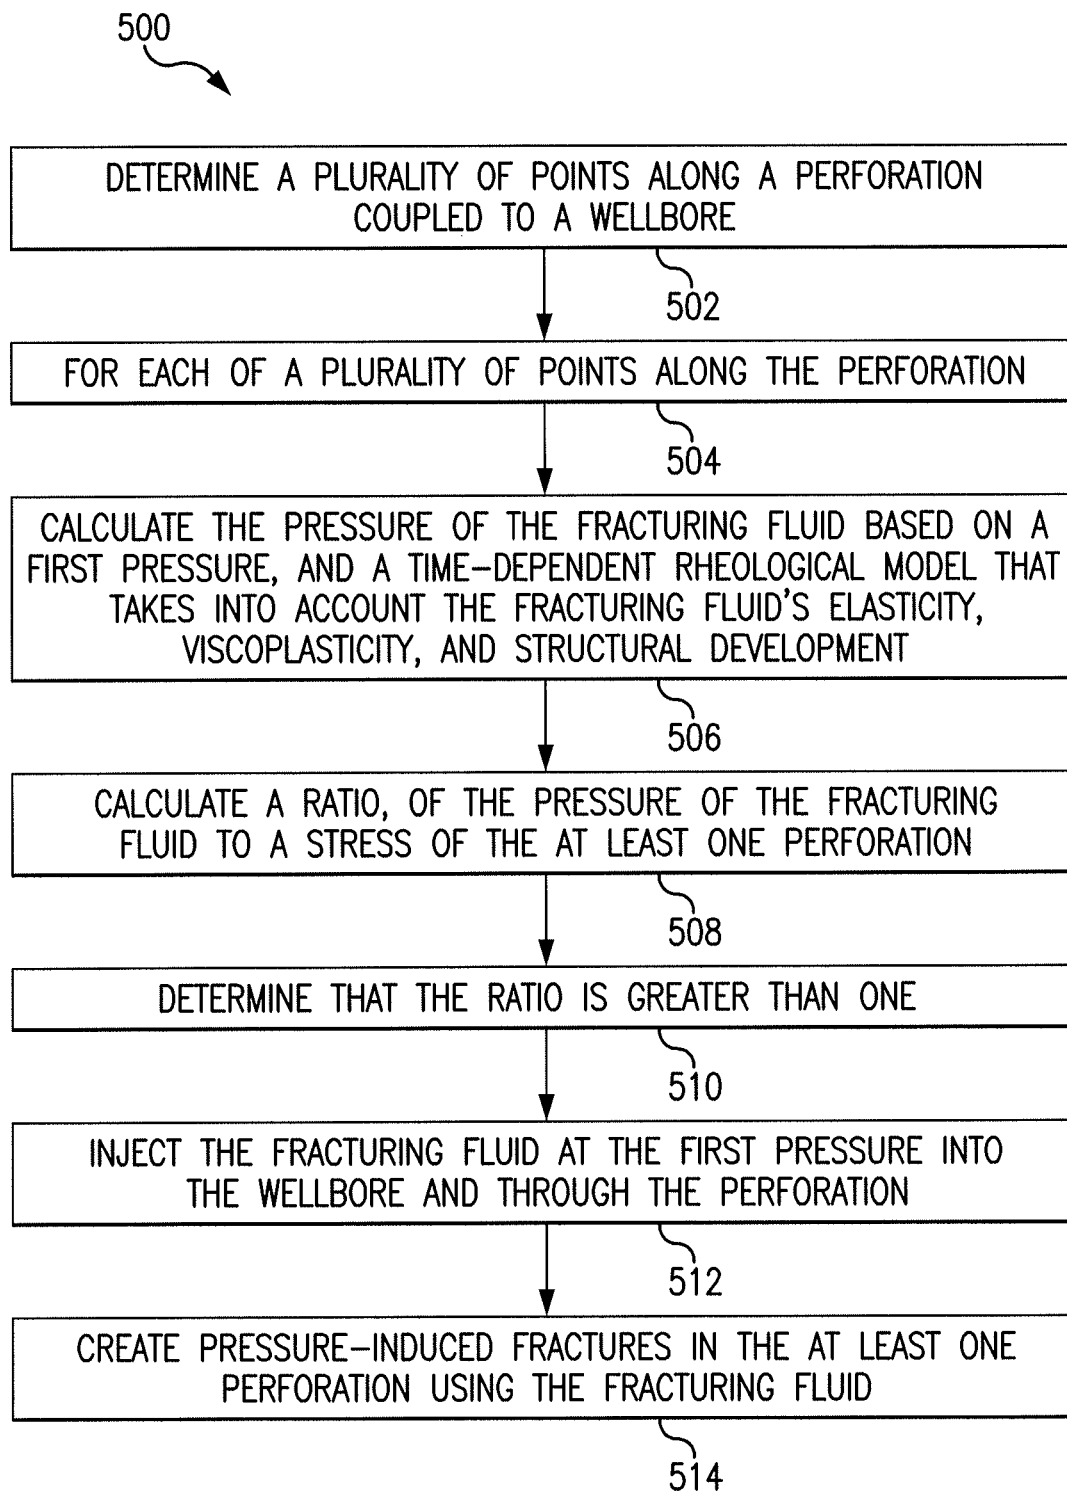 500
DETERMINE A PLURALITY OF POINTS ALONG A PERFORATION
COUPLED TO A WELLBORE
502
FOR EACH OF A PLURALITY OF POINTS ALONG THE PERFORATION
504
CALCULATE THE PRESSURE OF THE FRACTURING FLUID BASED ON A
FIRST PRESSURE, AND A TIME-DEPENDENT RHEOLOGICAL MODEL THAT
TAKES INTO ACCOUNT THE FRACTURING FLUID'S ELASTICITY,
VISCOPLASTICITY, AND STRUCTURAL DEVELOPMENT
506
CALCULATE A RATIO, OF THE PRESSURE OF THE FRACTURING
FLUID TO A STRESS OF THE AT LEAST ONE PERFORATION
508
DETERMINE THAT THE RATIO IS GREATER THAN ONE
510
INJECT THE FRACTURING FLUID AT THE FIRST PRESSURE INTO
THE WELLBORE AND THROUGH THE PERFORATION
512
CREATE PRESSURE-INDUCED FRACTURES IN THE AT LEAST ONE
PERFORATION USING THE FRACTURING FLUID
514